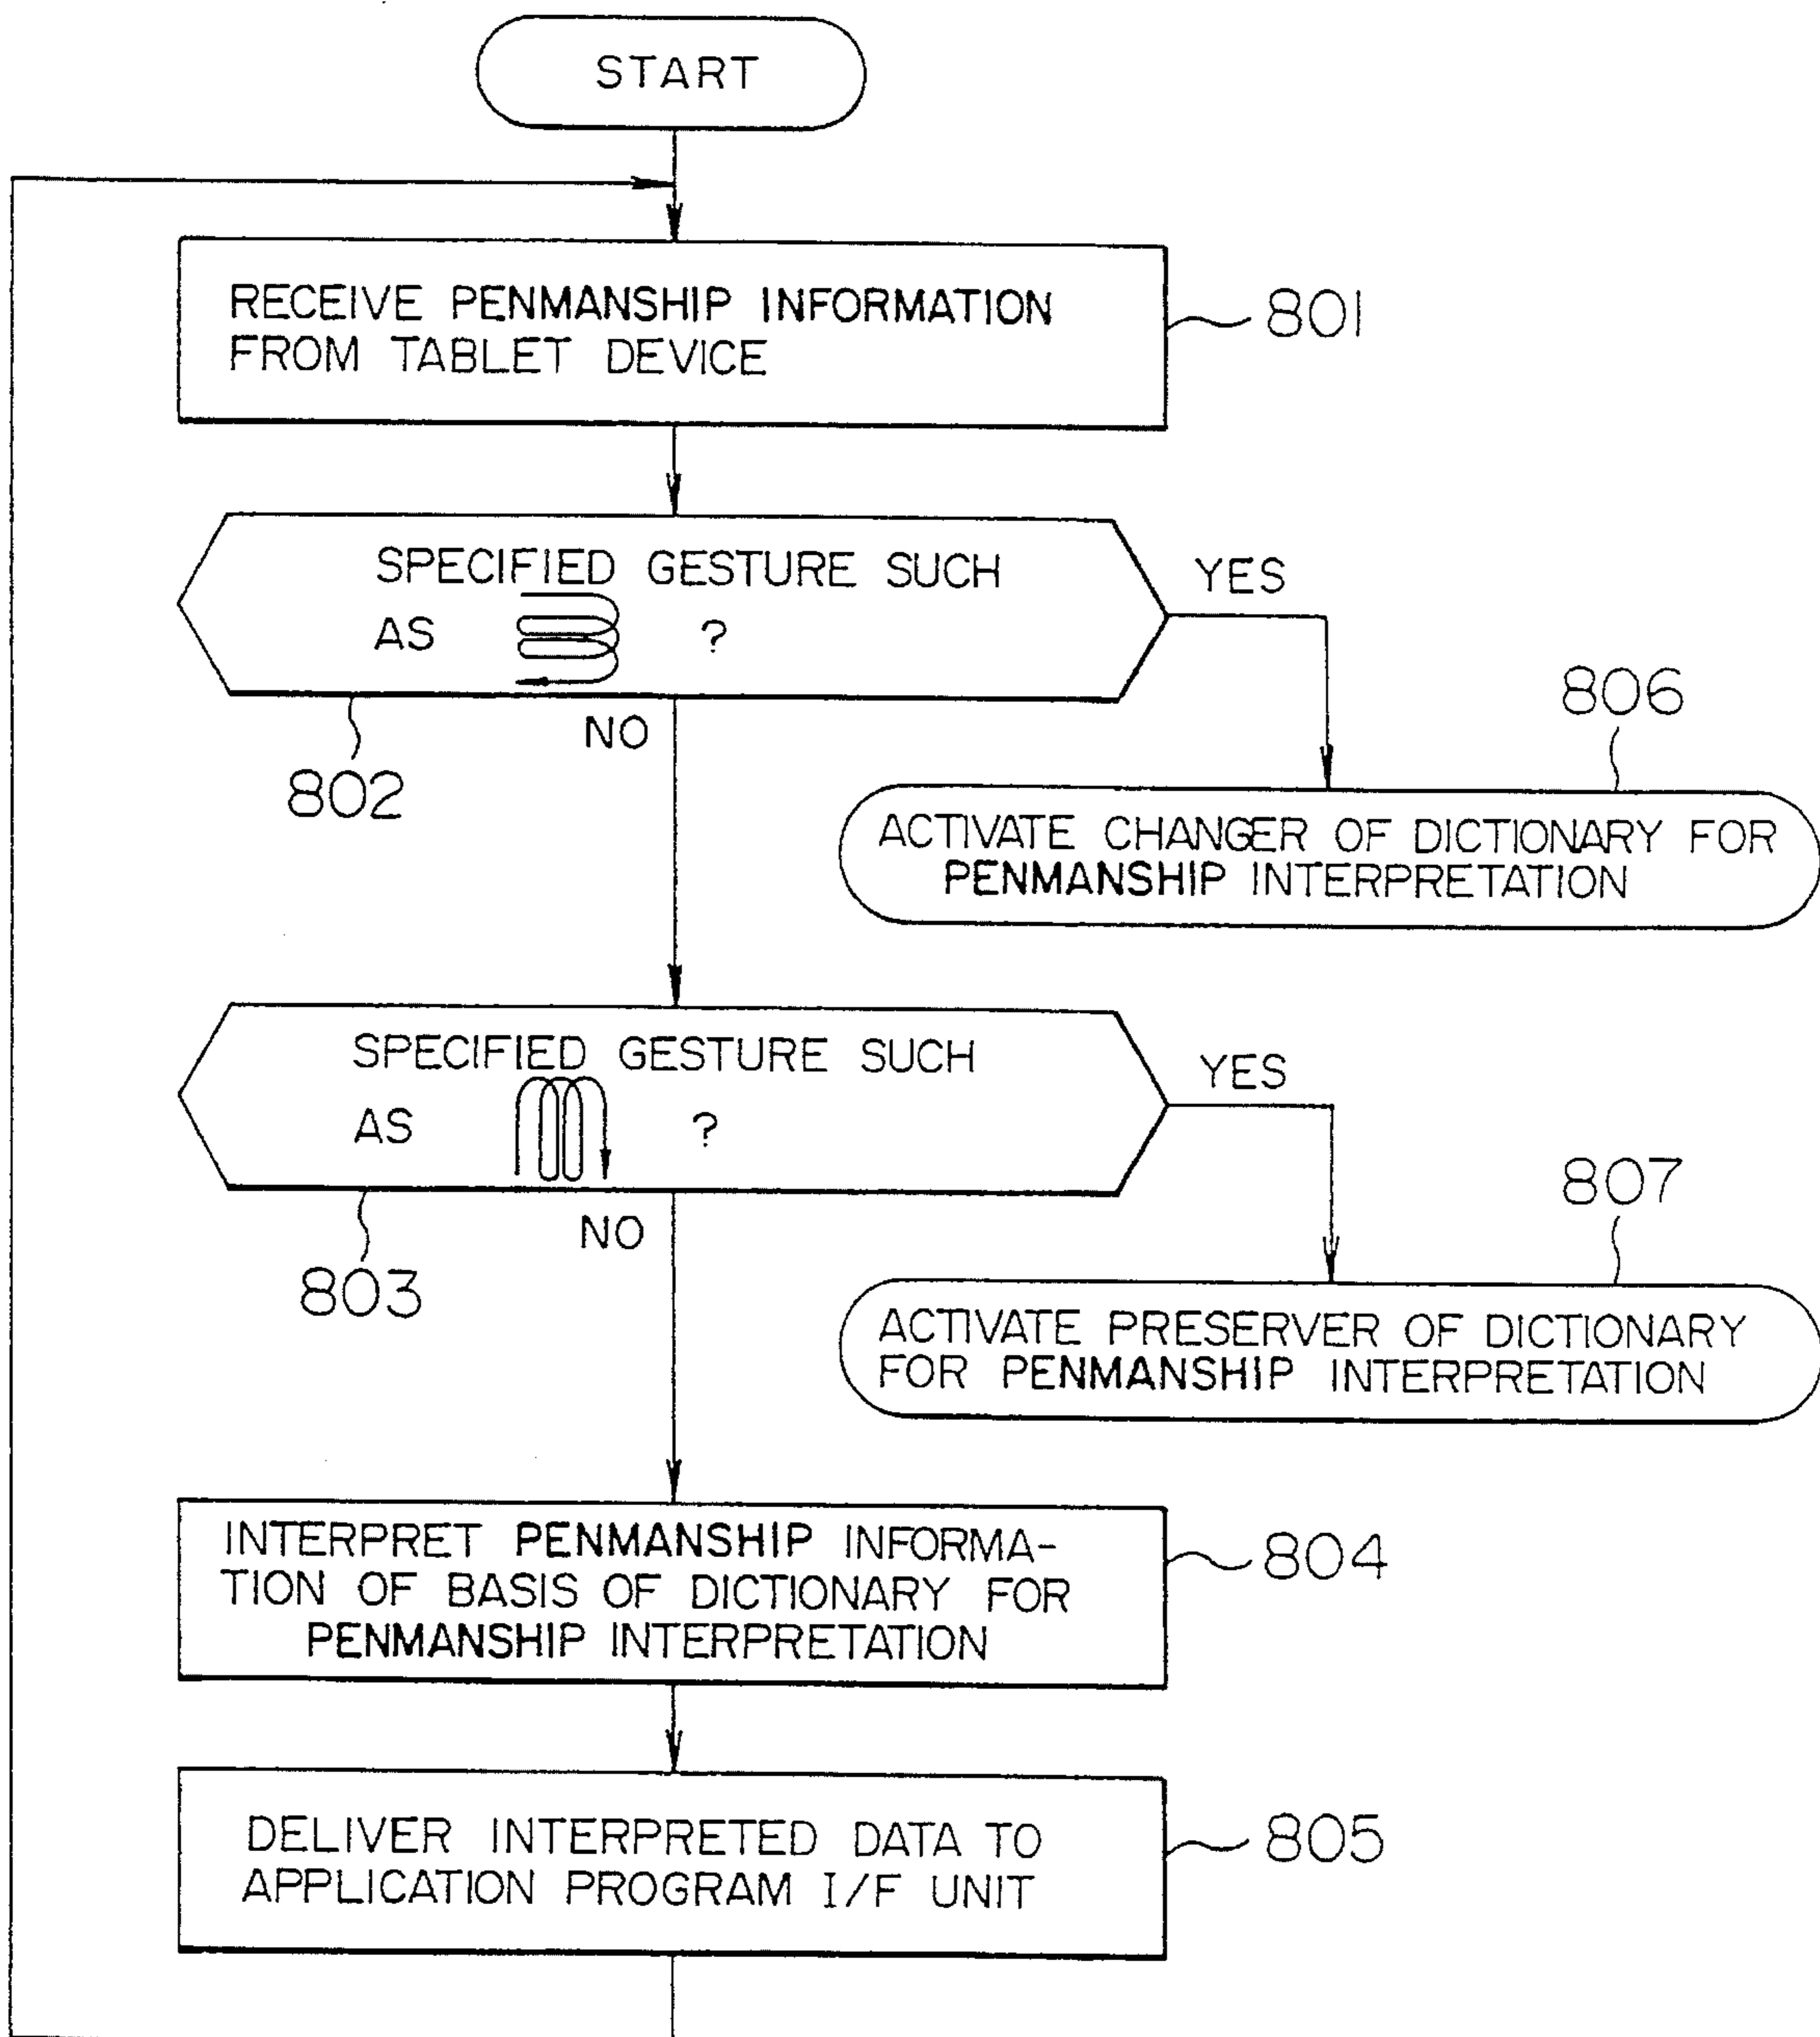 START
RECEIVE PENMANSHIP INFORMATION
FROM TABLET DEVICE
801
SPECIFIED GESTURE SUCH
AS ?
YES
NO
802
806
ACTIVATE CHANGER OF DICTIONARY FOR
PENMANSHIP INTERPRETATION
SPECIFIED GESTURE SUCH
AS ?
YES
NO
803
807
ACTIVATE PRESERVER OF DICTIONARY
FOR PENMANSHIP INTERPRETATION
INTERPRET PENMANSHIP INFORMA-
TION OF BASIS OF DICTIONARY FOR
PENMANSHIP INTERPRETATION
804
DELIVER INTERPRETED DATA TO
APPLICATION PROGRAM I/F UNIT
805